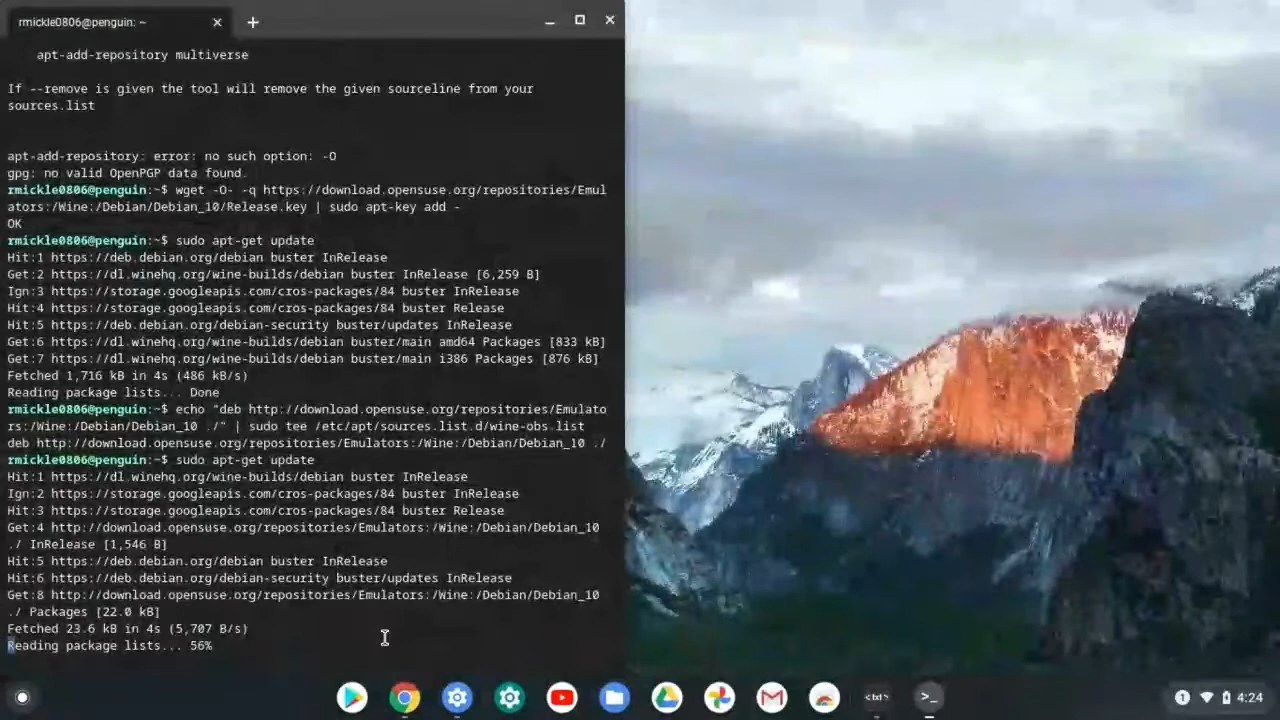 rmickle0806@penguin: ~
apt-add-repository multiverse
If --remove is given the tool will remove the given sourceline from your
sources.list
apt-add-repository: error: no such option: -O
gpg: no valid OpenPGP data found.
rmickle0806@penguin:~$ wget -O- -q https://download.opensuse.org/repositories/Emul
ators:/Wine:/Debian/Debian_10/Release.key | sudo apt-key add -
OK
rmickle0806@penguin:~$ sudo apt-get update
Hit:1 https://deb.debian.org/debian buster InRelease
Get:2 https://dl.winehq.org/wine-builds/debian buster InRelease [6,259 B]
Ign:3 https://storage.googleapis.com/cros-packages/84 buster InRelease
Hit:4 https://storage.googleapis.com/cros-packages/84 buster Release
Hit:5 https://deb.debian.org/debian-security buster/updates InRelease
Get:6 https://dl.winehq.org/wine-builds/debian buster/main amd64 Packages [833 kB]
Get:7 https://dl.winehq.org/wine-builds/debian buster/main i386 Packages [876 kB]
Fetched 1,716 kB in 4s (486 kB/s)
Reading package lists... Done
rmickle0806@penguin:~$ echo "deb http://download.opensuse.org/repositories/Emulato
rs:/Wine:/Debian/Debian_10 ./" | sudo tee /etc/apt/sources.list.d/wine-obs.list
deb http://download.opensuse.org/repositories/Emulators:/Wine:/Debian/Debian_10 ./
rmickle0806@penguin:~$ sudo apt-get update
Hit:1 https://dl.winehq.org/wine-builds/debian buster InRelease
Ign:2 https://storage.googleapis.com/cros-packages/84 buster InRelease
Hit:3 https://storage.googleapis.com/cros-packages/84 buster Release
Get:4 http://download.opensuse.org/repositories/Emulators:/Wine:/Debian/Debian_10
./ InRelease [1,546 B]
Hit:5 https://deb.debian.org/debian buster InRelease
Hit:6 https://deb.debian.org/debian-security buster/updates InRelease
Get:8 http://download.opensuse.org/repositories/Emulators:/Wine:/Debian/Debian_10
./ Packages [22.0 kB]
Fetched 23.6 kB in 4s (5,707 B/s)
Reading package lists... 56%
<txt>
>_
1
4:24